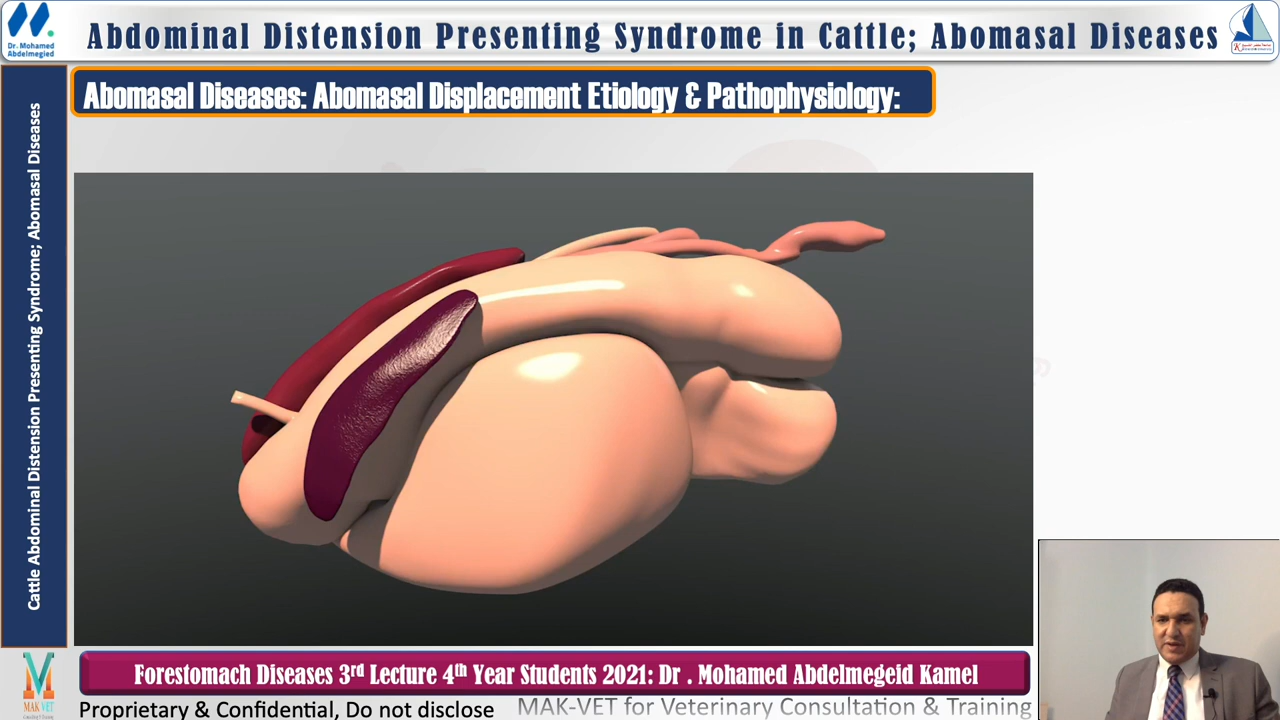 Dr. Mohamed
Abdelmegied
Abdominal Distension Presenting Syndrome in Cattle; Abomasal Diseases
Abomasal Diseases: Abomasal Displacement Etiology & Pathophysiology:
Cattle Abdominal Distension Presenting Syndrome; Abomasal Diseases
MAK VET
Forestomach Diseases 3rd Lecture 4th Year Students 2021: Dr . Mohamed Abdelmegeid Kamel
Proprietary & Confidential, Do not disclose
MAK-VET for Veterinary Consultation & Training